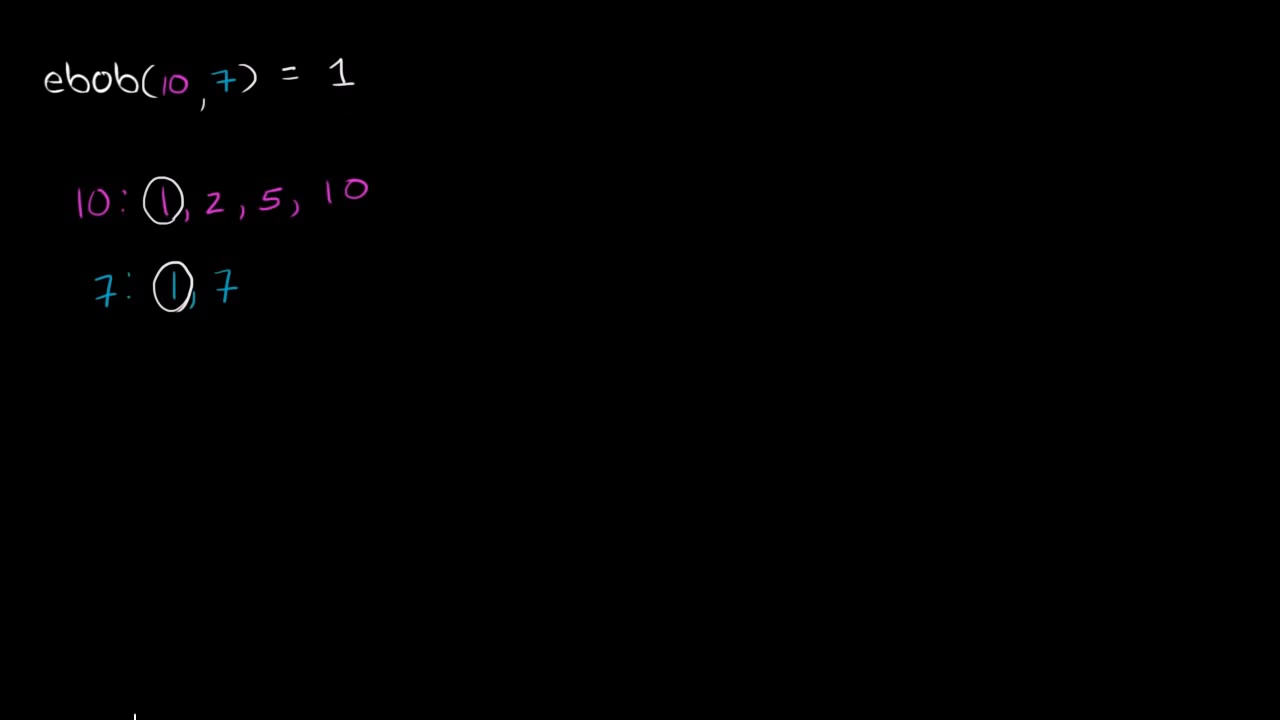 ebob(10,7) = 1
10: 1, 2, 5, 10
7: 1, 7